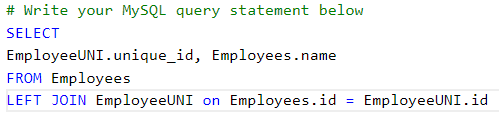 # Write your MySQL query statement below
SELECT
EmployeeUNI.unique_id, Employees.name
FROM Employees
LEFT JOIN EmployeeUNI on Employees.id = EmployeeUNI.id